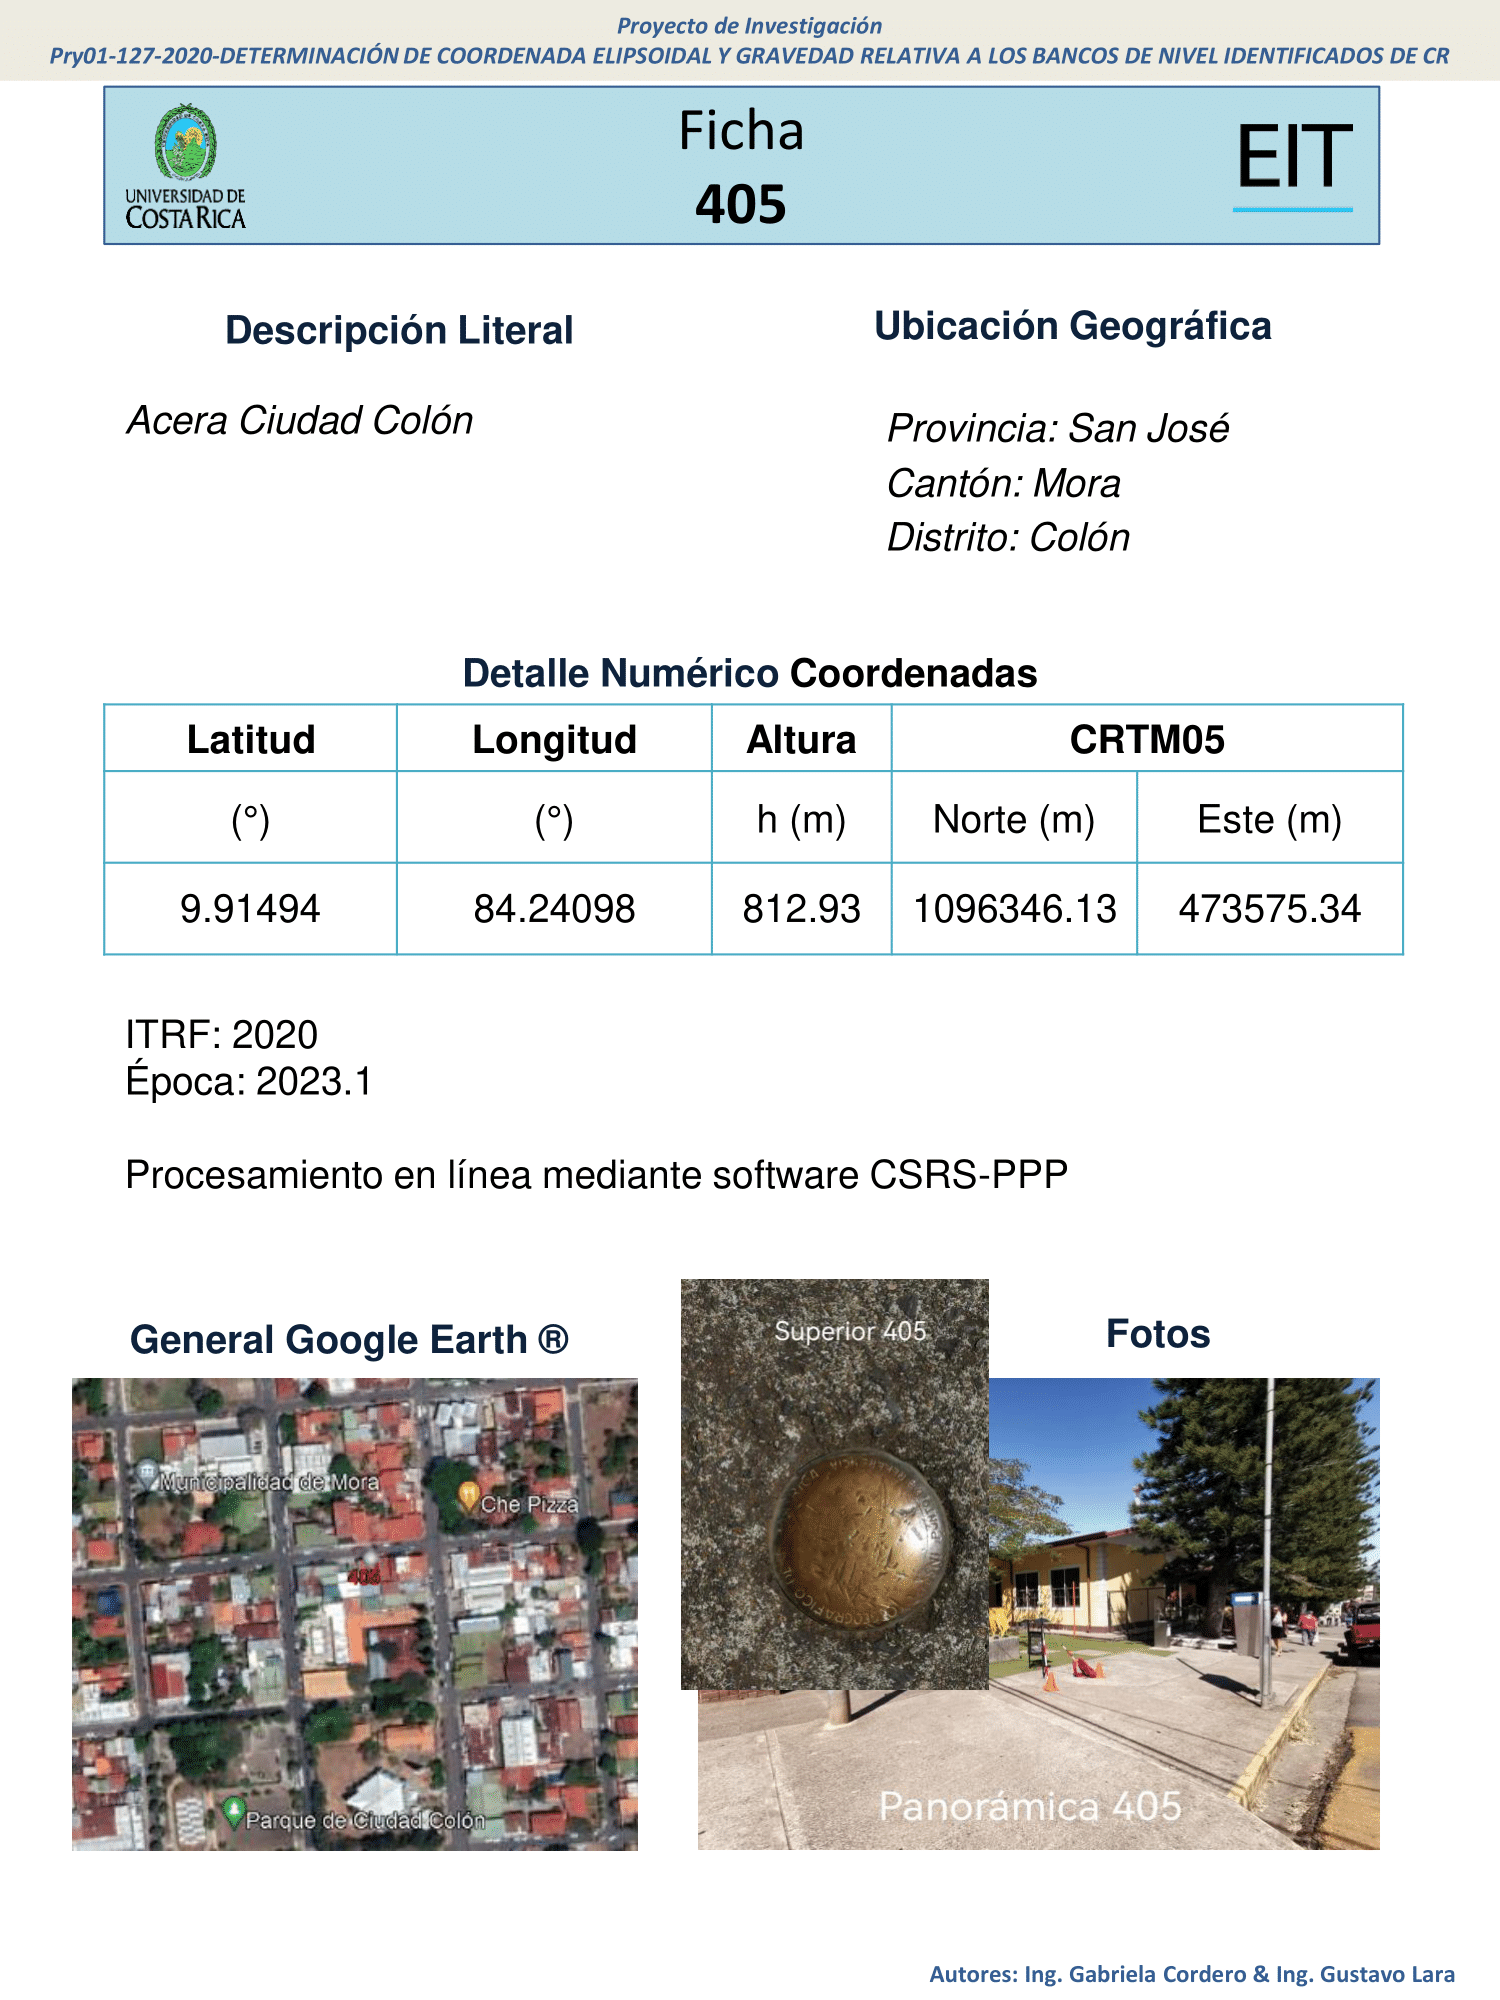 Proyecto de Investigación
Pry01-127-2020-DETERMINACIÓN DE COORDENADA ELIPSOIDAL Y GRAVEDAD RELATIVA A LOS BANCOS DE NIVEL IDENTIFICADOS DE CR
UNIVERSIDAD DE
COSTA RICA
Ficha
405
EIT
Descripción Literal
Acera Ciudad Colón
Ubicación Geográfica
Provincia: San José
Cantón: Mora
Distrito: Colón
Detalle Numérico Coordenadas
Latitud Longitud Altura CRTM05
(°) (°) h (m) Norte (m) Este (m)
9.91494 84.24098 812.93 1096346.13 473575.34
ITRF: 2020
Época: 2023.1
Procesamiento en línea mediante software CSRS-PPP
General Google Earth ®
Municipalidad de Mora
Che Pizza
Parque de Ciudad Colón
Superior 405
Fotos
Panorámica 405
Autores: Ing. Gabriela Cordero & Ing. Gustavo Lara